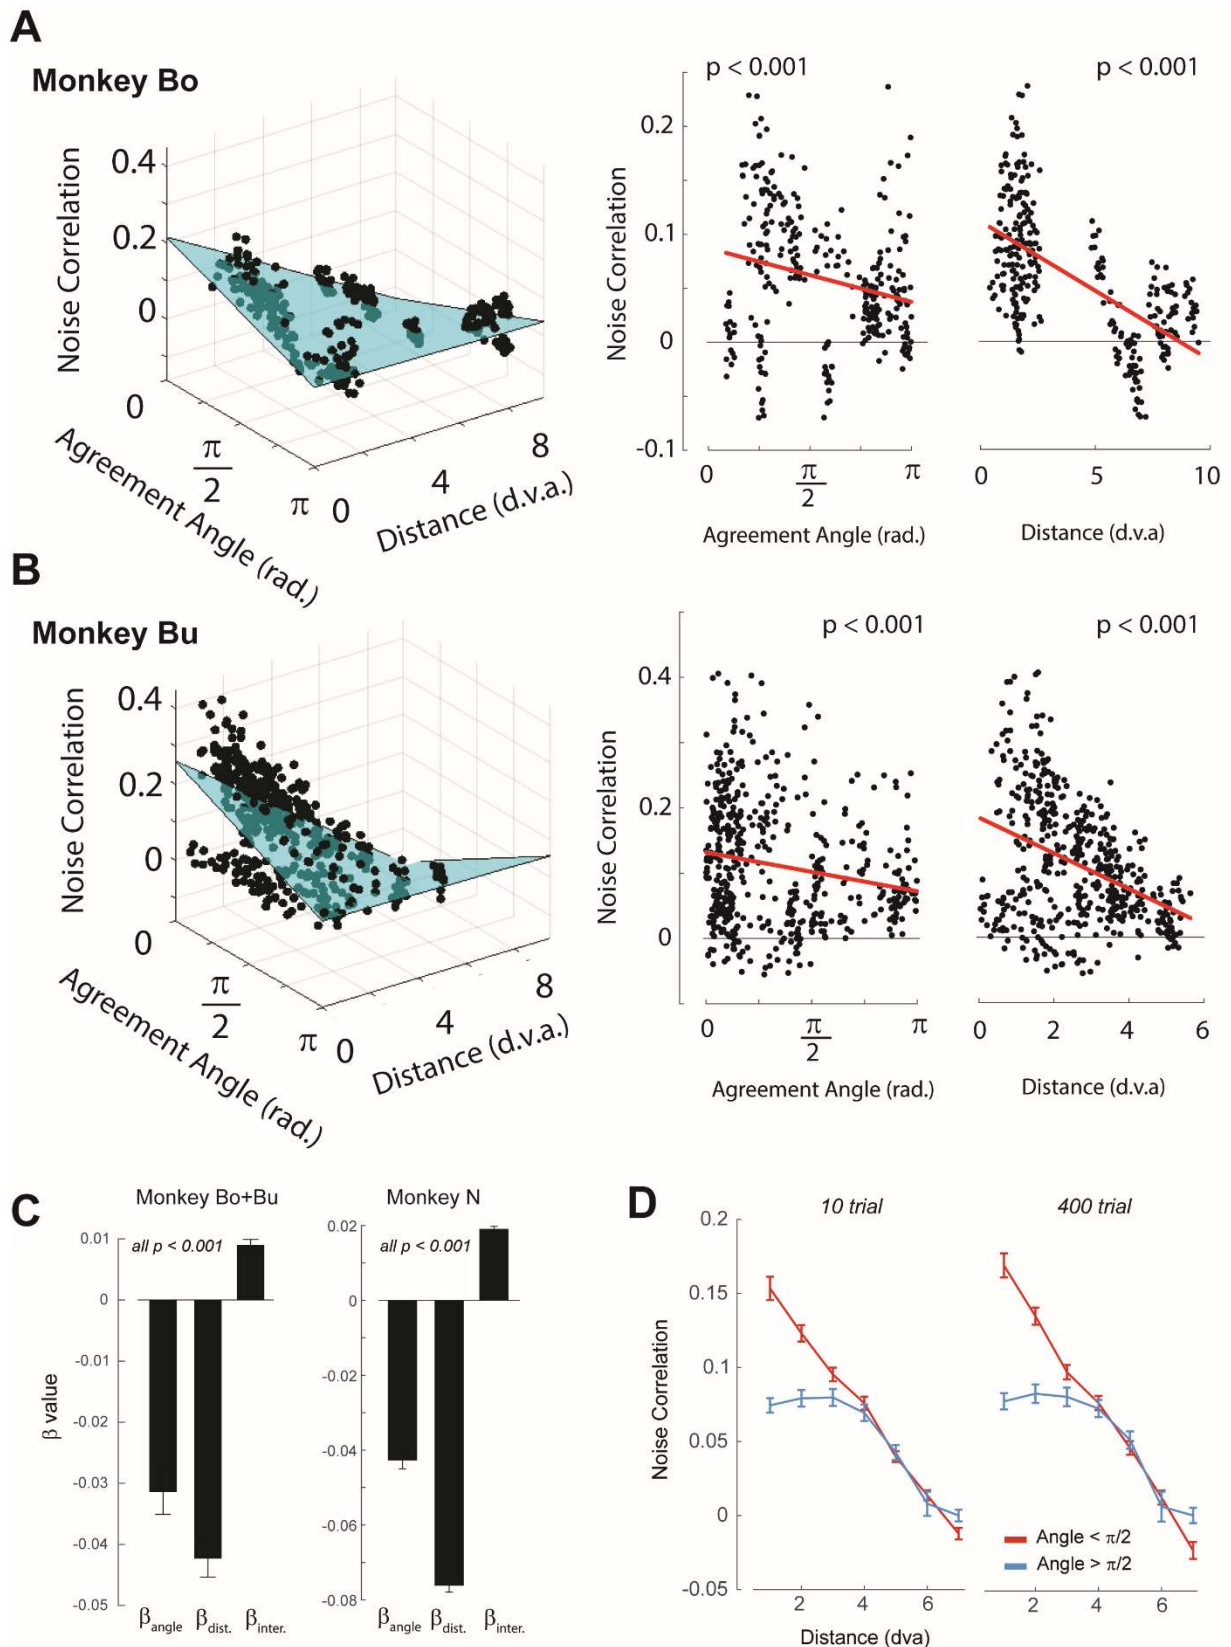 A
Monkey Bo
0.4
0.2
0
Noise Correlation
0
π
2
π
Agreement Angle (rad.)
0
4
8
Distance (d.v.a.)
p < 0.001
0.2
0.1
0
-0.1
Noise Correlation
0
π
2
π
Agreement Angle (rad.)
p < 0.001
0
5
10
Distance (d.v.a)
B
Monkey Bu
0.4
0.2
0
Noise Correlation
0
π
2
π
Agreement Angle (rad.)
0
4
8
Distance (d.v.a.)
p < 0.001
0.4
0.2
0
Noise Correlation
0
π
2
π
Agreement Angle (rad.)
p < 0.001
0
2
4
6
Distance (d.v.a)
C
Monkey Bo+Bu
all p < 0.001
0.01
0
-0.01
-0.02
-0.03
-0.04
-0.05
β value
βangle
βdist.
βinter.
Monkey N
all p < 0.001
0.02
0
-0.02
-0.04
-0.06
-0.08
βangle
βdist.
βinter.
D
10 trial
400 trial
0.2
0.15
0.1
0.05
0
-0.05
Noise Correlation
Angle < π/2
Angle > π/2
2
4
6
2
4
6
Distance (dva)